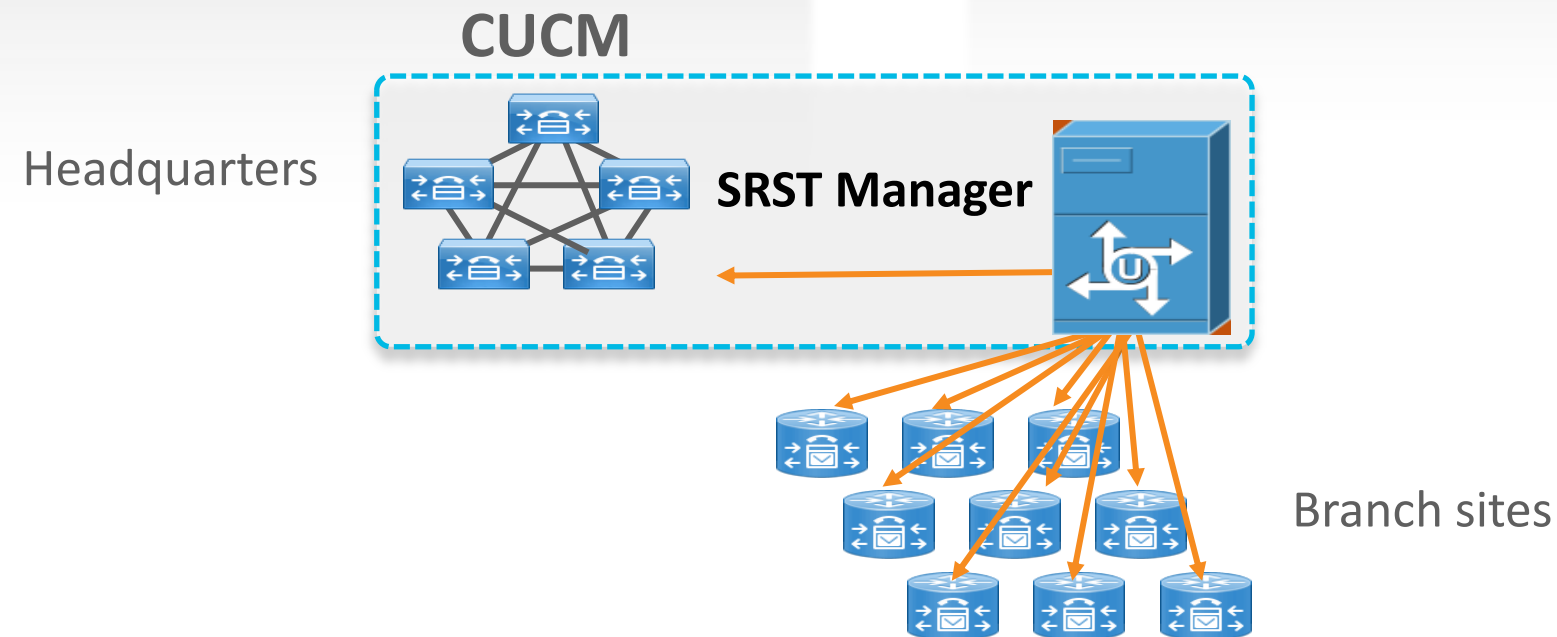 CUCM
Headquarters
SRST Manager
U
Branch sites